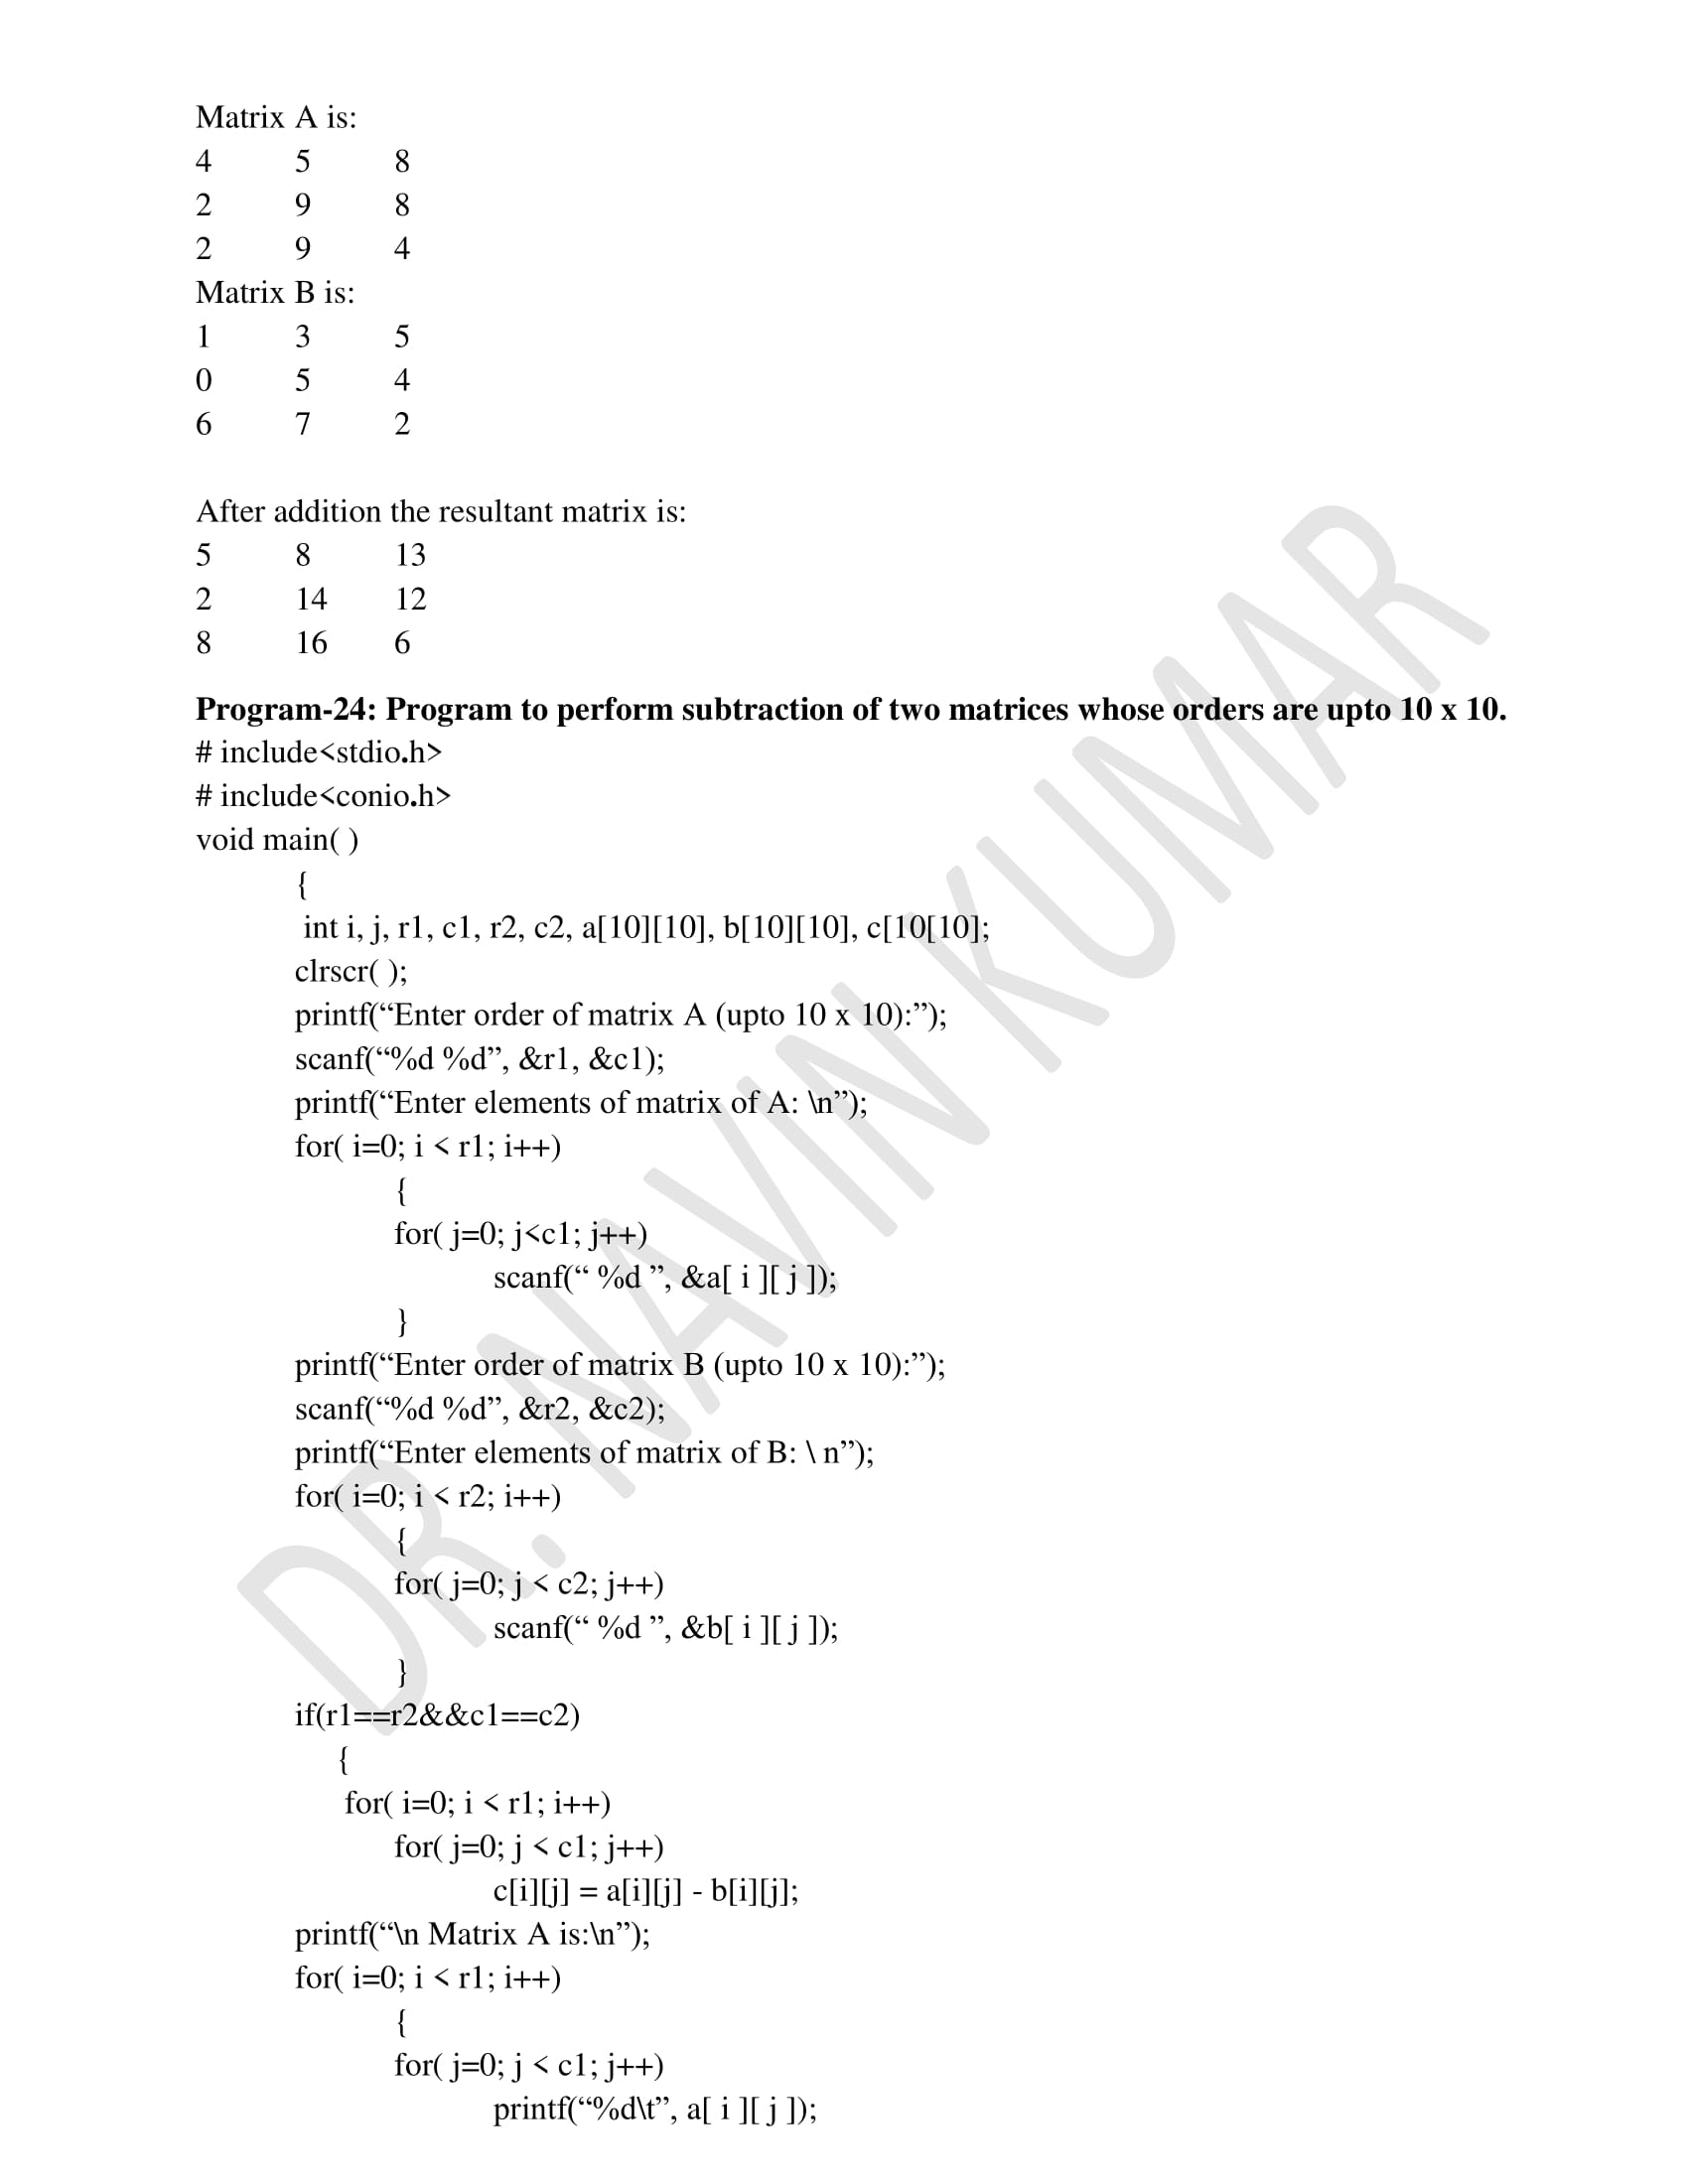 Matrix A is:
4 5 8
2 9 8
2 9 4
Matrix B is:
1 3 5
0 5 4
6 7 2
After addition the resultant matrix is:
5 8 13
2 14 12
8 16 6
Program-24: Program to perform subtraction of two matrices whose orders are upto 10 x 10.
# include<stdio.h>
# include<conio.h>
void main( )
{
int i, j, r1, c1, r2, c2, a[10][10], b[10][10], c[10[10];
clrscr( );
printf(“Enter order of matrix A (upto 10 x 10):”);
scanf(“%d %d”, &r1, &c1);
printf(“Enter elements of matrix of A: \n”);
for( i=0; i < r1; i++)
{
for( j=0; j<c1; j++)
scanf(“ %d ”, &a[ i ][ j ]);
}
printf(“Enter order of matrix B (upto 10 x 10):”);
scanf(“%d %d”, &r2, &c2);
printf(“Enter elements of matrix of B: \ n”);
for( i=0; i < r2; i++)
{
for( j=0; j < c2; j++)
scanf(“ %d ”, &b[ i ][ j ]);
}
if(r1==r2&&c1==c2)
{
for( i=0; i < r1; i++)
for( j=0; j < c1; j++)
c[i][j] = a[i][j] - b[i][j];
printf(“\n Matrix A is:\n”);
for( i=0; i < r1; i++)
{
for( j=0; j < c1; j++)
printf(“%d\t”, a[ i ][ j ]);
DR. NAVIN KUMAR